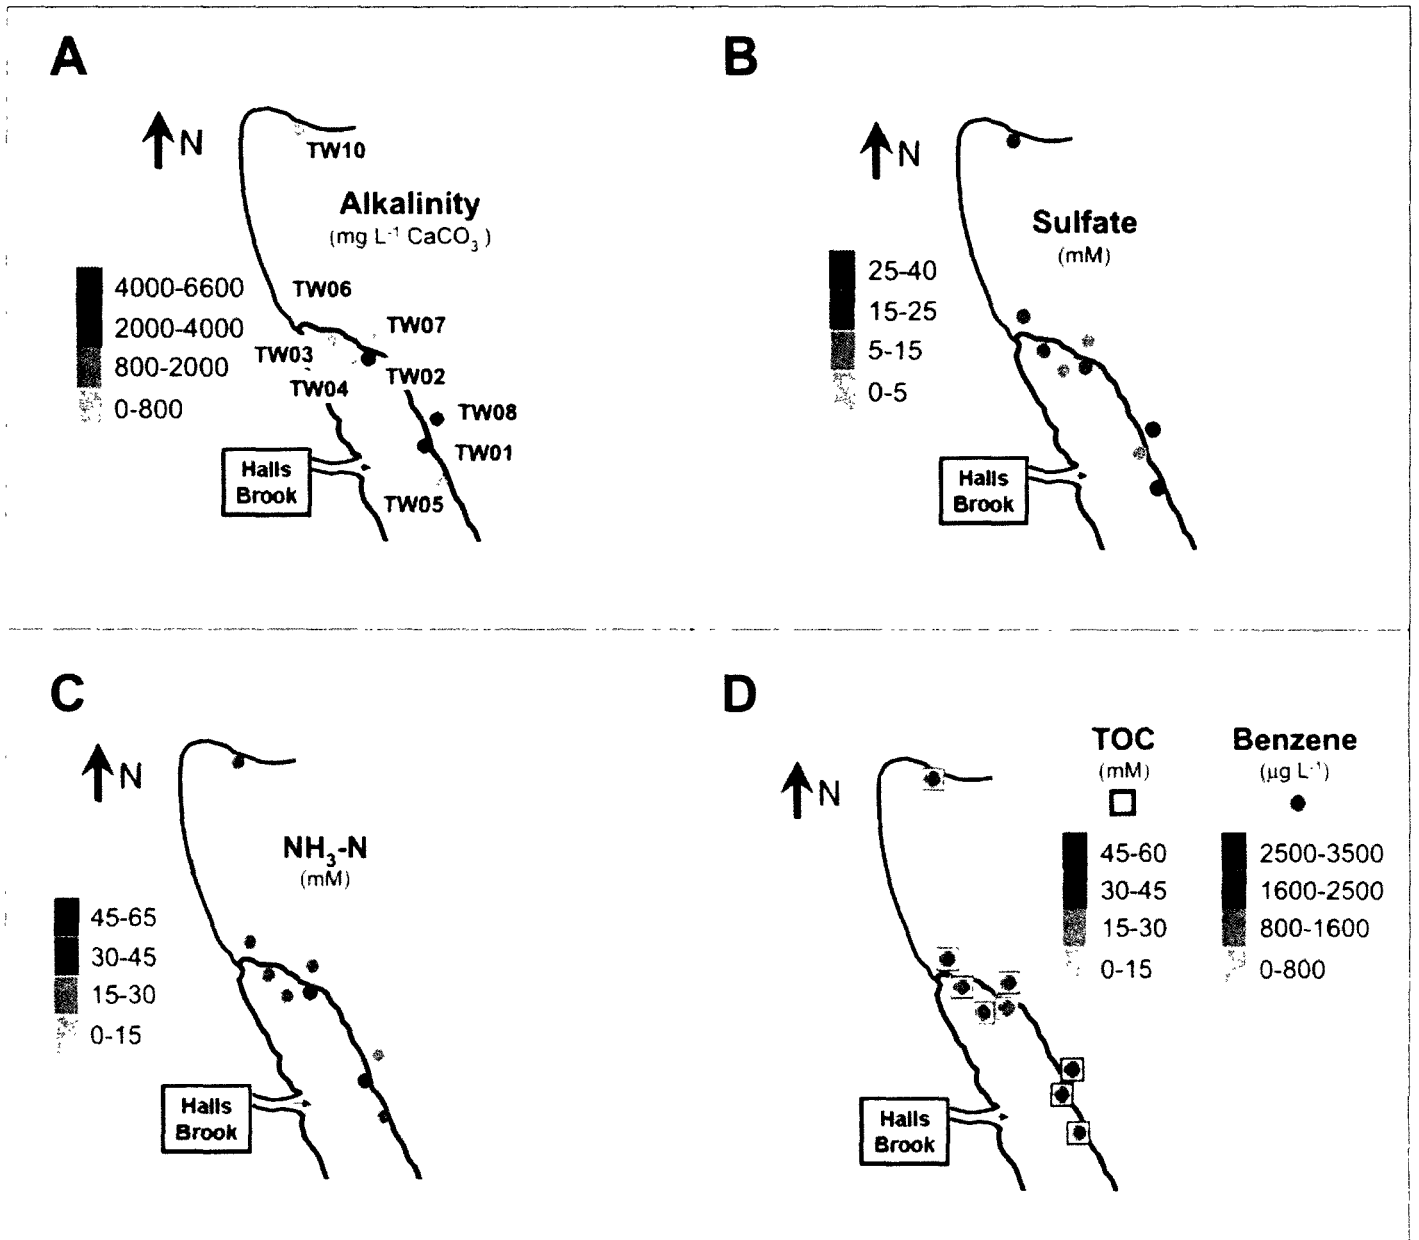 A
N
TW10
Alkalinity
(mg L⁻¹ CaCO₃)
4000-6600
2000-4000
800-2000
0-800
TW06
TW07
TW03
TW02
TW04
TW08
TW01
TW05
Halls
Brook
B
N
Sulfate
(mM)
25-40
15-25
5-15
0-5
Halls
Brook
C
N
NH₃-N
(mM)
45-65
30-45
15-30
0-15
Halls
Brook
D
N
TOC
(mM)
45-60
30-45
15-30
0-15
Benzene
(µg L⁻¹)
2500-3500
1600-2500
800-1600
0-800
Halls
Brook